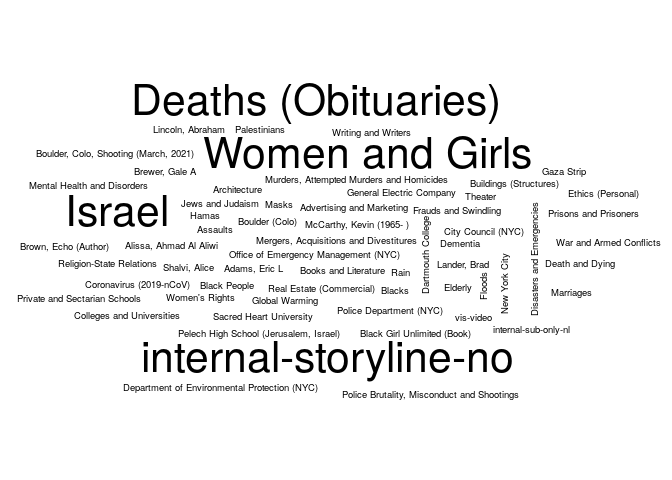 Deaths (Obituaries)
Lincoln, Abraham
Palestinians
Writing and Writers
Boulder, Colo, Shooting (March, 2021)
Women and Girls
Brewer, Gale A
Gaza Strip
Mental Health and Disorders
Murders, Attempted Murders and Homicides
Buildings (Structures)
Architecture
General Electric Company
Theater
Ethics (Personal)
Israel
Jews and Judaism
Masks
Advertising and Marketing
Frauds and Swindling
Prisons and Prisoners
Hamas
Boulder (Colo)
McCarthy, Kevin (1965- )
Assaults
City Council (NYC)
Brown, Echo (Author)
Alissa, Ahmad Al Aliwi
Mergers, Acquisitions and Divestitures
Dartmouth College
Dementia
Disasters and Emergencies
War and Armed Conflicts
Office of Emergency Management (NYC)
Religion-State Relations
Shalvi, Alice
Adams, Eric L
Books and Literature
Rain
Lander, Brad
New York City
Death and Dying
Coronavirus (2019-nCoV)
Black People
Real Estate (Commercial)
Blacks
Elderly
Floods
Marriages
Private and Sectarian Schools
Women's Rights
Global Warming
Police Department (NYC)
Colleges and Universities
Sacred Heart University
vis-video
Pelech High School (Jerusalem, Israel)
Black Girl Unlimited (Book)
internal-sub-only-nl
internal-storyline-no
Department of Environmental Protection (NYC)
Police Brutality, Misconduct and Shootings